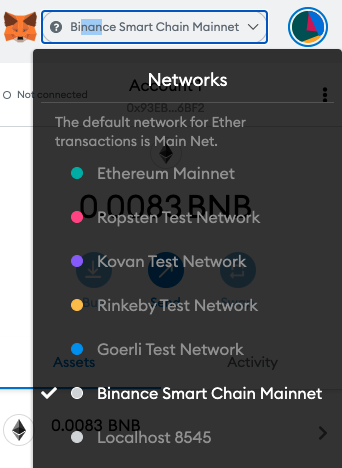 Binance Smart Chain Mainnet
Networks
Not connected
Account 1
0x93EB...6BF2
The default network for Ether
transactions is Main Net.
Ethereum Mainnet
0.0083 BNB
Ropsten Test Network
Kovan Test Network
Buy
Send
Rinkeby Test Network
Goerli Test Network
Assets
Activity
Binance Smart Chain Mainnet
0.0083 BNB
Localhost 8545